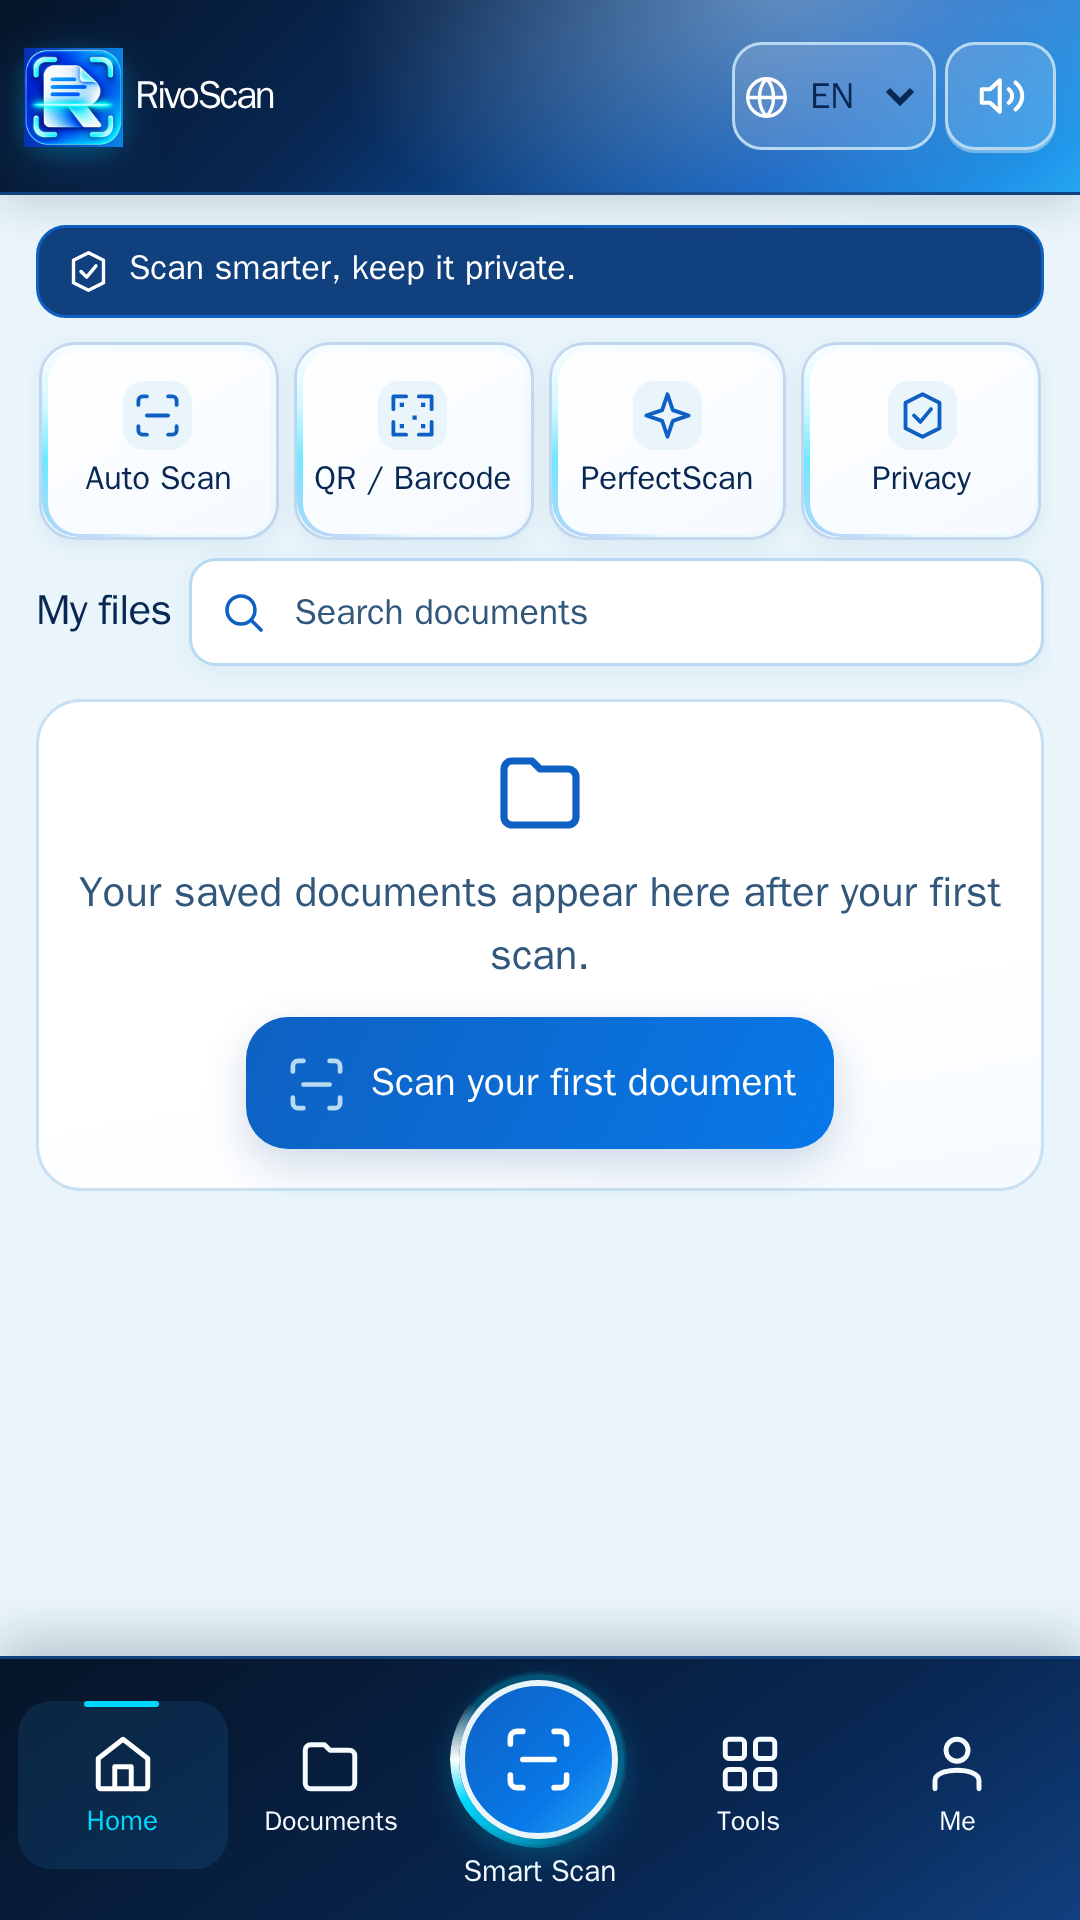 RivoScan
EN
Scan smarter, keep it private.
Auto Scan
QR / Barcode
PerfectScan
Privacy
My files
Search documents
Your saved documents appear here after your first
scan.
Scan your first document
Home
Documents
Smart Scan
Tools
Me